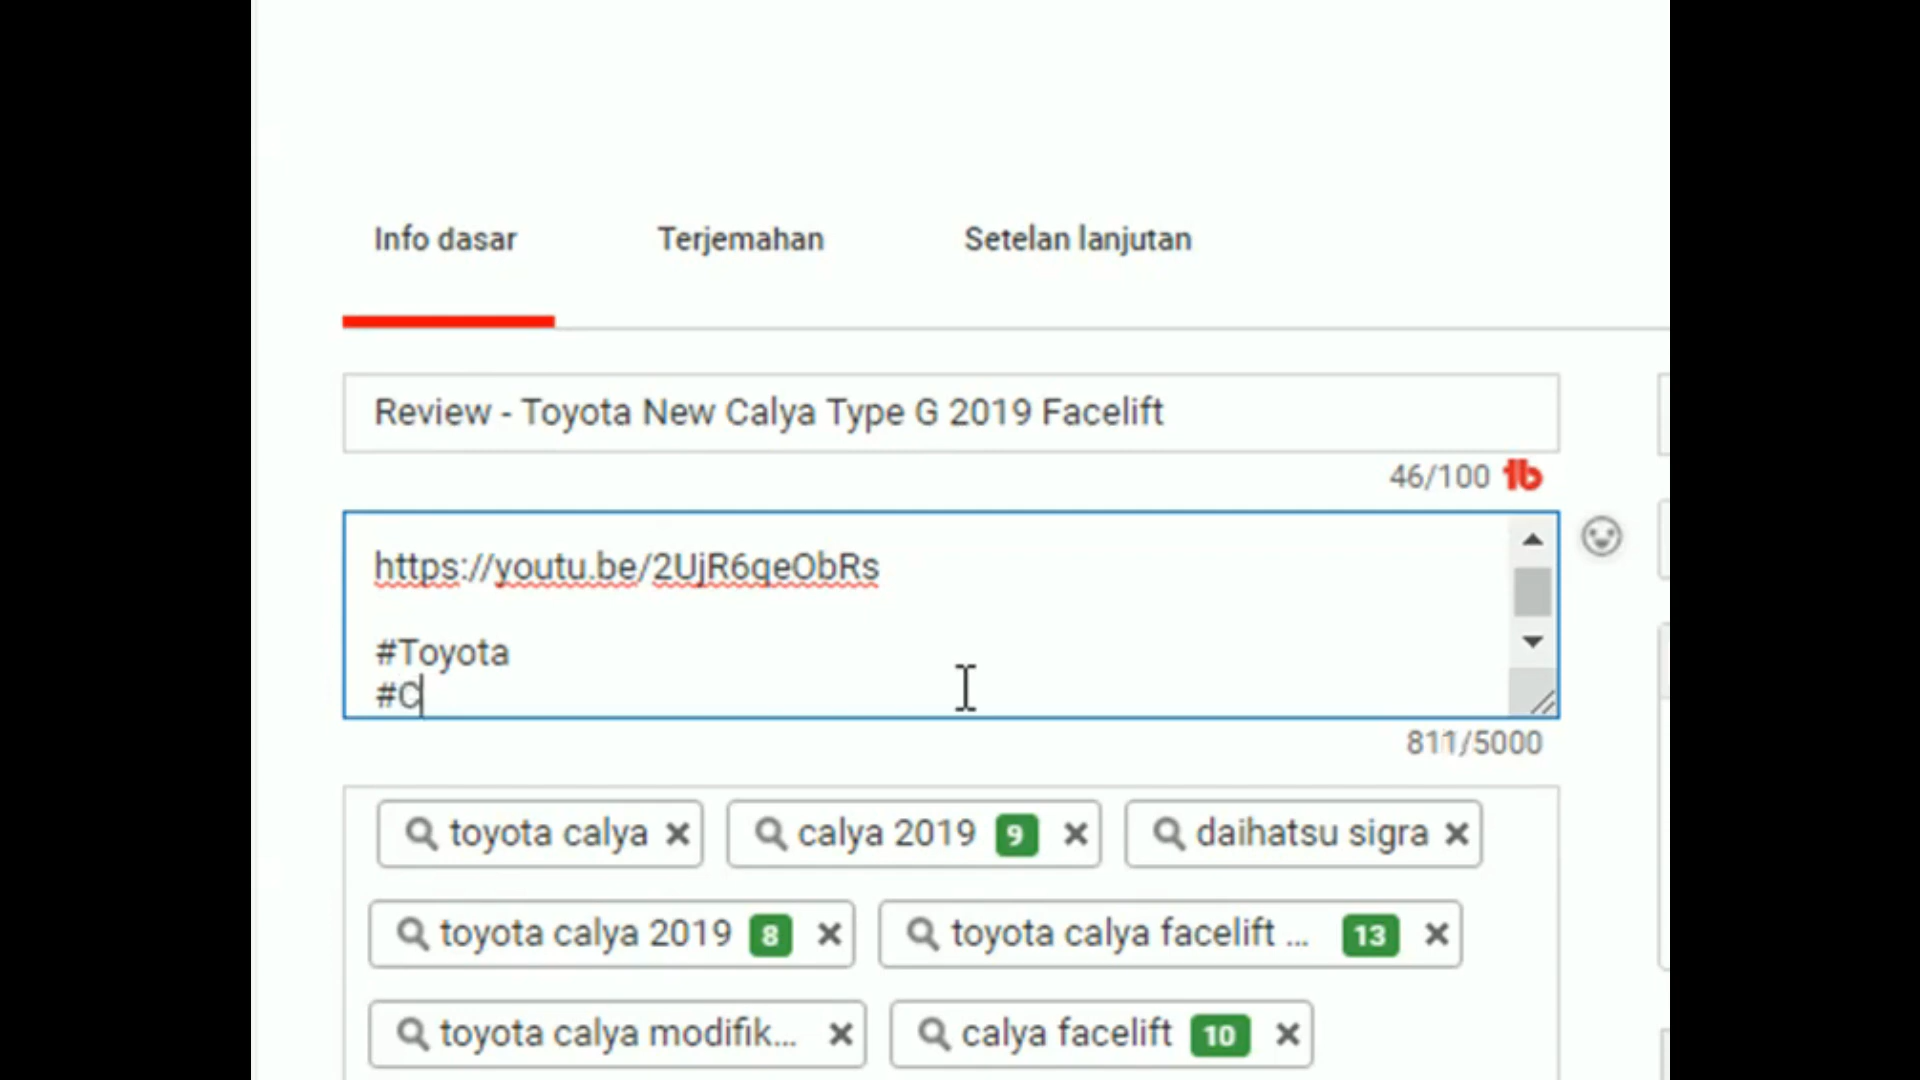 Info dasar Terjemahan Setelan lanjutan
Review - Toyota New Calya Type G 2019 Facelift
46/100
https://youtu.be/2UjR6qeObRs
#Toyota
#C
811/5000
toyota calya calya 2019 9 daihatsu sigra
toyota calya 2019 8 toyota calya facelift ... 13
toyota calya modifik... calya facelift 10